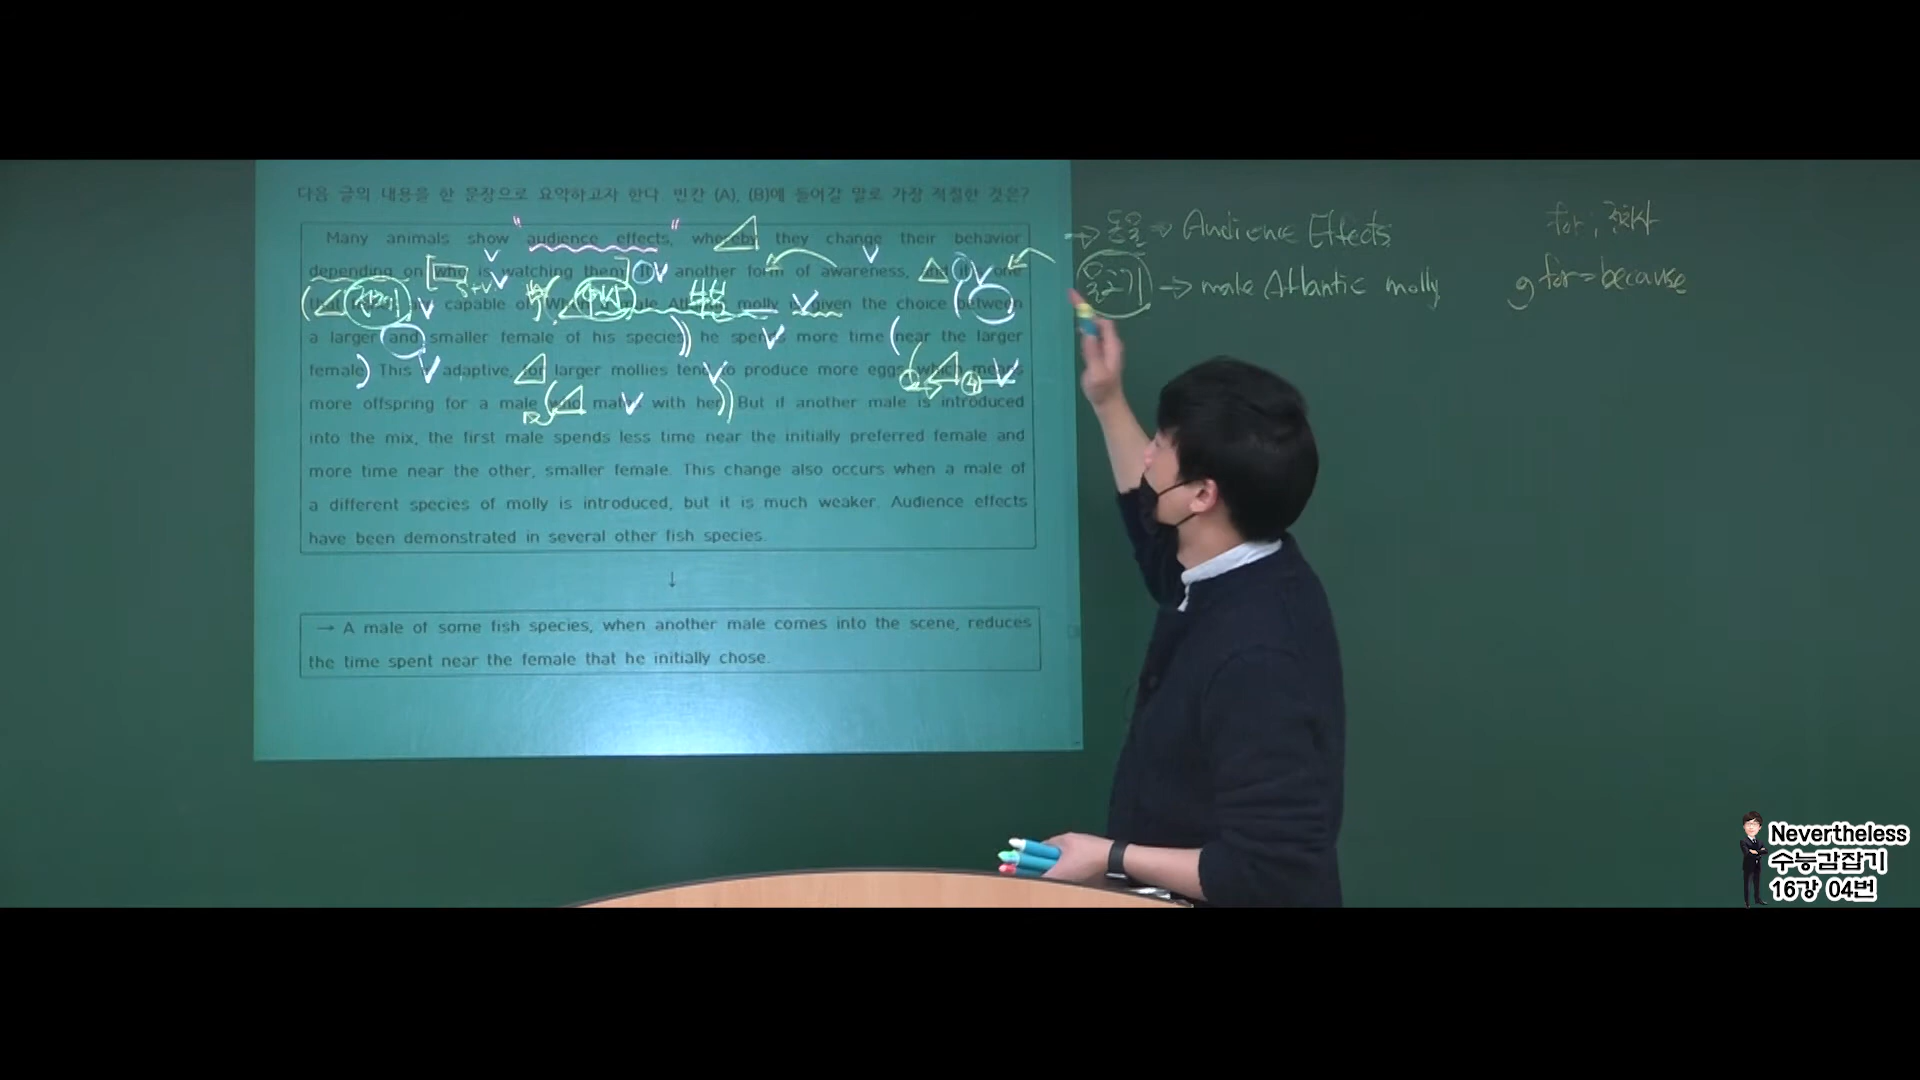 다음 글의 내용을 한 문장으로 요약하고자 한다. 빈칸 (A), (B)에 들어갈 말로 가장 적절한 것은?
Many animals show "audience effects", whereby they change their behavior
depending on who is watching them. It another form of awareness, and one
that capable of. When male Atlantic molly is given the choice between
a larger and smaller female of his species, he spends more time near the larger
female. This is adaptive, for larger mollies tend to produce more eggs, which means
more offspring for a male who mates with her. But if another male is introduced
into the mix, the first male spends less time near the initially preferred female and
more time near the other, smaller female. This change also occurs when a male of
a different species of molly is introduced, but it is much weaker. Audience effects
have been demonstrated in several other fish species.
↓
→ A male of some fish species, when another male comes into the scene, reduces
the time spent near the female that he initially chose.
→ 동물 → Audience Effects
물고기 → male Atlantic molly
for ; 전치사
for = because
Nevertheless
수능감잡기
16강 04번